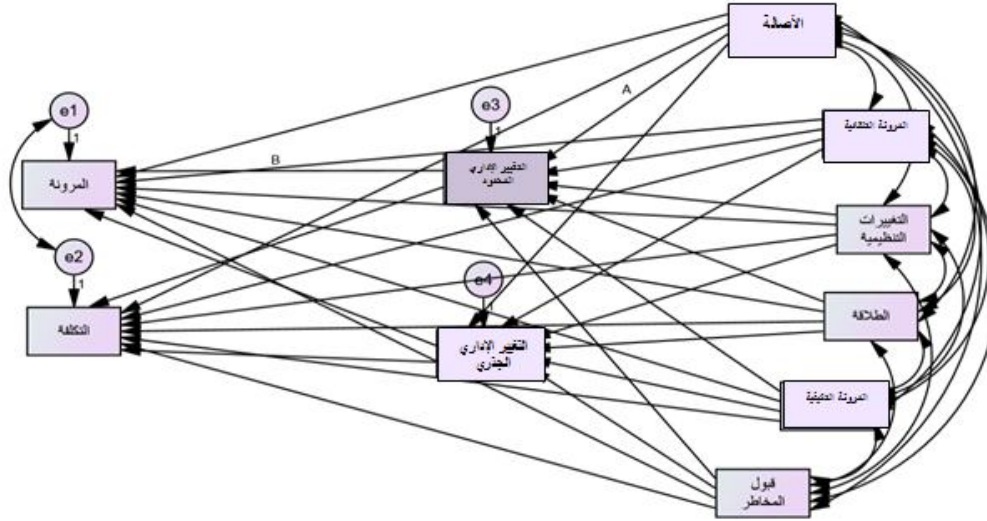 الأصالة
e1
e3
A
1
المرونة التلقائية
1
B
التغيير الإداري
المحدود
المرونة
التغييرات
التنظيمية
e2
e4
1
1
الطلاقة
التكلفة
التغيير الإداري
الجذري
المرونة التكيفية
قبول
المخاطر